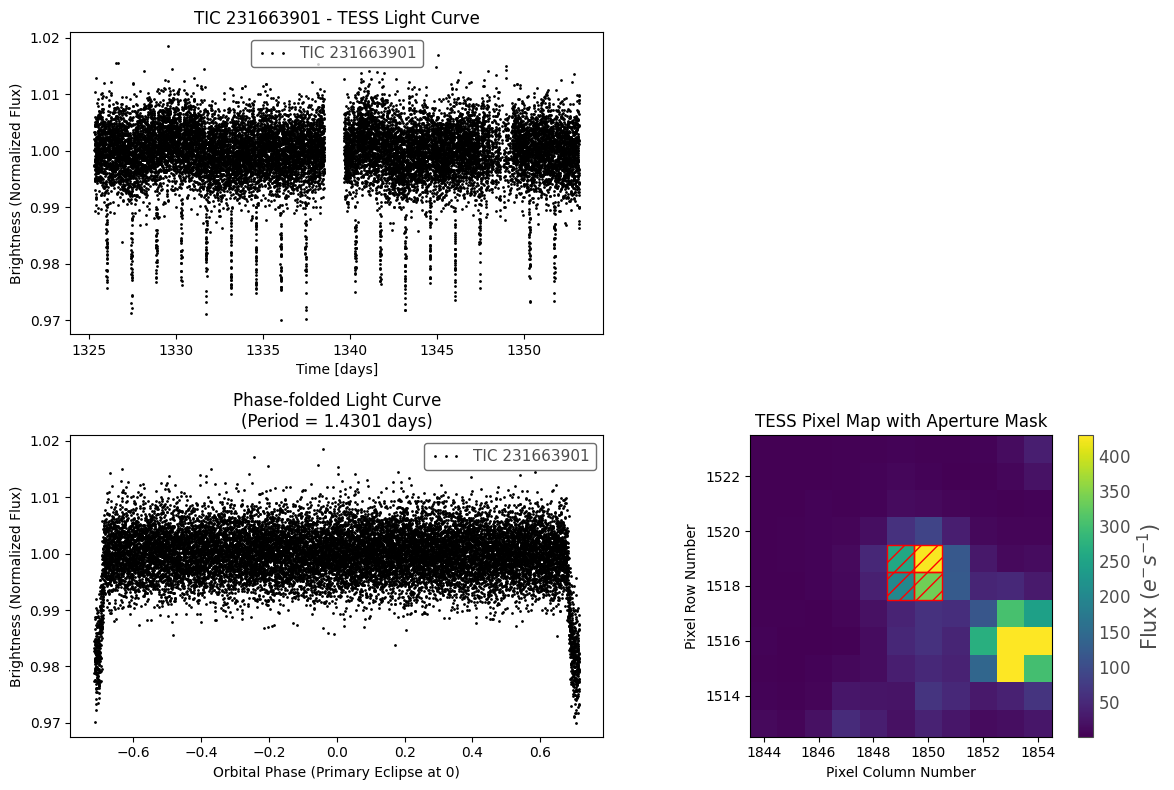 TIC 231663901 - TESS Light Curve
TIC 231663901
1.02
1.01
1.00
0.99
0.98
0.97
Brightness (Normalized Flux)
1325 1330 1335 1340 1345 1350
Time [days]
Phase-folded Light Curve
(Period = 1.4301 days)
TIC 231663901
1.02
1.01
1.00
0.99
0.98
0.97
Brightness (Normalized Flux)
−0.6 −0.4 −0.2 0.0 0.2 0.4 0.6
Orbital Phase (Primary Eclipse at 0)
TESS Pixel Map with Aperture Mask
1522
1520
1518
1516
1514
Pixel Row Number
1844 1846 1848 1850 1852 1854
Pixel Column Number
400
350
300
250
200
150
100
50
Flux (e⁻s⁻¹)